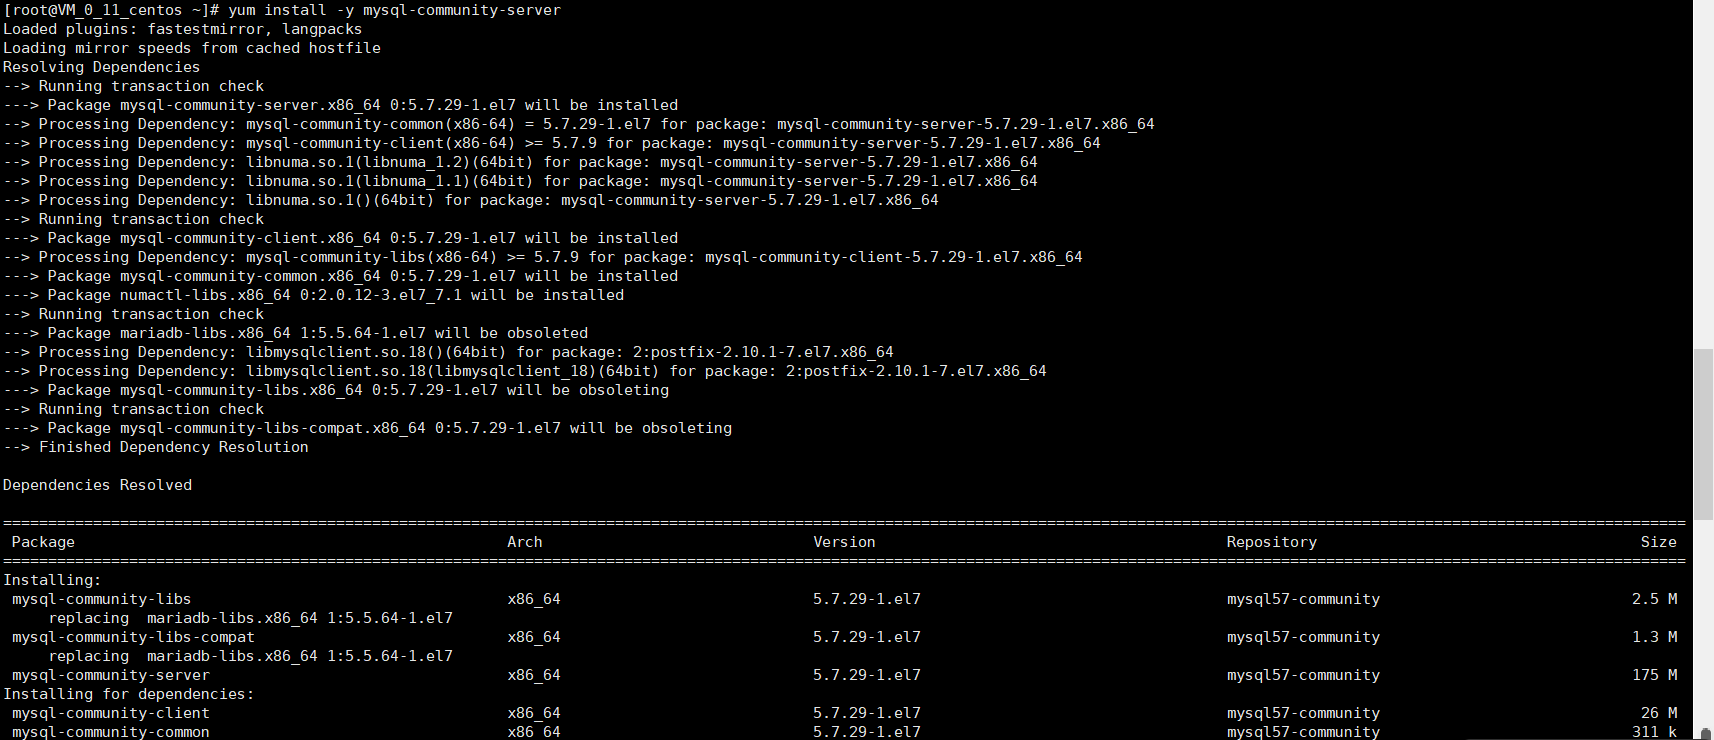 [root@VM_0_11_centos ~]# yum install -y mysql-community-server
Loaded plugins: fastestmirror, langpacks
Loading mirror speeds from cached hostfile
Resolving Dependencies
--> Running transaction check
---> Package mysql-community-server.x86_64 0:5.7.29-1.el7 will be installed
--> Processing Dependency: mysql-community-common(x86-64) = 5.7.29-1.el7 for package: mysql-community-server-5.7.29-1.el7.x86_64
--> Processing Dependency: mysql-community-client(x86-64) >= 5.7.9 for package: mysql-community-server-5.7.29-1.el7.x86_64
--> Processing Dependency: libnuma.so.1(libnuma_1.2)(64bit) for package: mysql-community-server-5.7.29-1.el7.x86_64
--> Processing Dependency: libnuma.so.1(libnuma_1.1)(64bit) for package: mysql-community-server-5.7.29-1.el7.x86_64
--> Processing Dependency: libnuma.so.1()(64bit) for package: mysql-community-server-5.7.29-1.el7.x86_64
--> Running transaction check
---> Package mysql-community-client.x86_64 0:5.7.29-1.el7 will be installed
--> Processing Dependency: mysql-community-libs(x86-64) >= 5.7.9 for package: mysql-community-client-5.7.29-1.el7.x86_64
---> Package mysql-community-common.x86_64 0:5.7.29-1.el7 will be installed
---> Package numactl-libs.x86_64 0:2.0.12-3.el7_7.1 will be installed
--> Running transaction check
---> Package mariadb-libs.x86_64 1:5.5.64-1.el7 will be obsoleted
--> Processing Dependency: libmysqlclient.so.18()(64bit) for package: 2:postfix-2.10.1-7.el7.x86_64
--> Processing Dependency: libmysqlclient.so.18(libmysqlclient_18)(64bit) for package: 2:postfix-2.10.1-7.el7.x86_64
---> Package mysql-community-libs.x86_64 0:5.7.29-1.el7 will be obsoleting
--> Running transaction check
---> Package mysql-community-libs-compat.x86_64 0:5.7.29-1.el7 will be obsoleting
--> Finished Dependency Resolution
Dependencies Resolved
Package Arch Version Repository Size
Installing:
mysql-community-libs x86_64 5.7.29-1.el7 mysql57-community 2.5 M
replacing mariadb-libs.x86_64 1:5.5.64-1.el7
mysql-community-libs-compat x86_64 5.7.29-1.el7 mysql57-community 1.3 M
replacing mariadb-libs.x86_64 1:5.5.64-1.el7
mysql-community-server x86_64 5.7.29-1.el7 mysql57-community 175 M
Installing for dependencies:
mysql-community-client x86_64 5.7.29-1.el7 mysql57-community 26 M
mysql-community-common x86_64 5.7.29-1.el7 mysql57-community 311 k